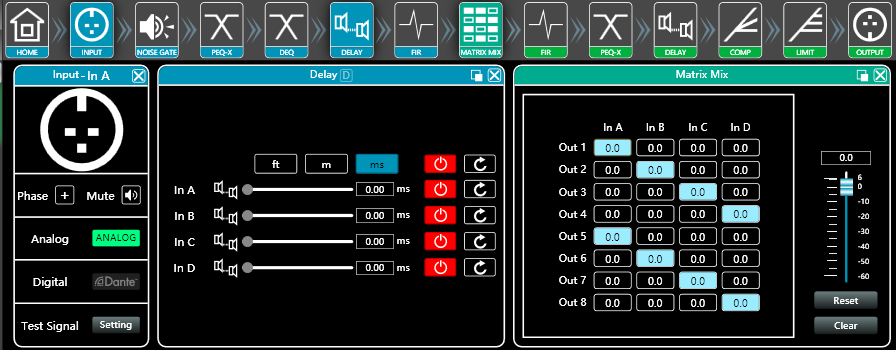 HOME INPUT NOISE GATE PEQ-X DEQ DELAY FIR MATRIX MIX FIR PEQ-X DELAY COMP LIMIT OUTPUT
Input-In A
Phase + Mute
Analog ANALOG
Digital Dante
Test Signal Setting
Delay D
ft m ms
In A 0.00 ms
In B 0.00 ms
In C 0.00 ms
In D 0.00 ms
Matrix Mix
In A In B In C In D
Out 1 0.0 0.0 0.0 0.0
Out 2 0.0 0.0 0.0 0.0
Out 3 0.0 0.0 0.0 0.0
Out 4 0.0 0.0 0.0 0.0
Out 5 0.0 0.0 0.0 0.0
Out 6 0.0 0.0 0.0 0.0
Out 7 0.0 0.0 0.0 0.0
Out 8 0.0 0.0 0.0 0.0
0.0
6
0
-10
-20
-30
-40
-50
-60
Reset
Clear